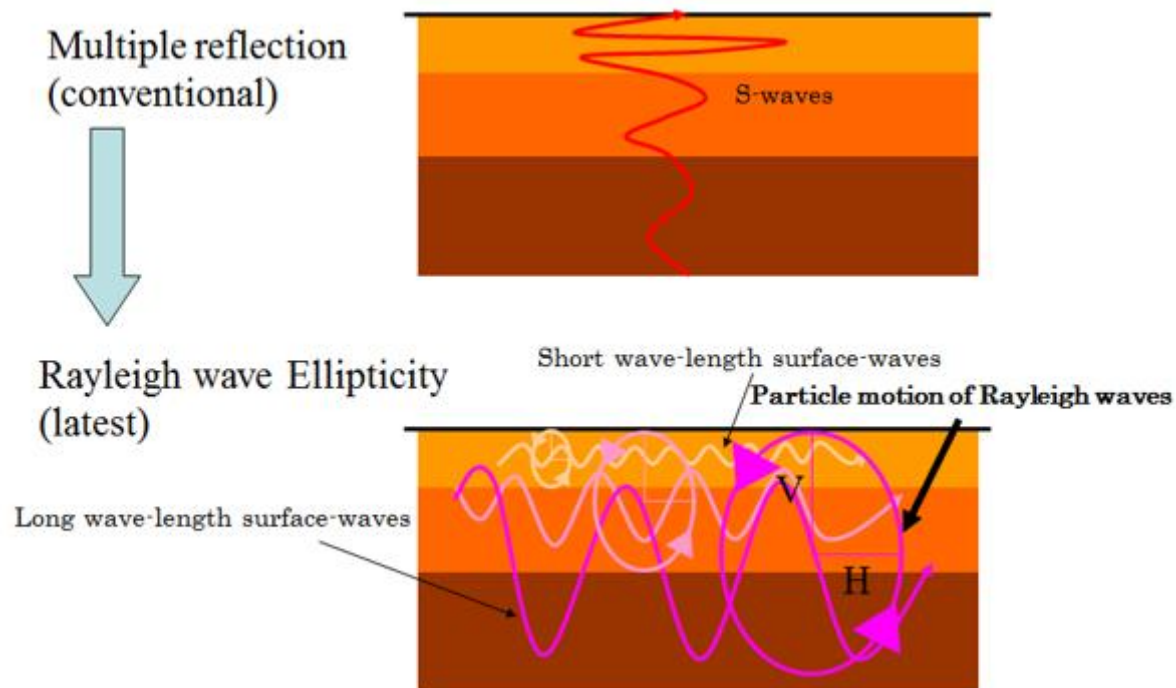 Multiple reflection
(conventional)
S-waves
Rayleigh wave Ellipticity
(latest)
Short wave-length surface-waves
Particle motion of Rayleigh waves
V
Long wave-length surface-waves
H